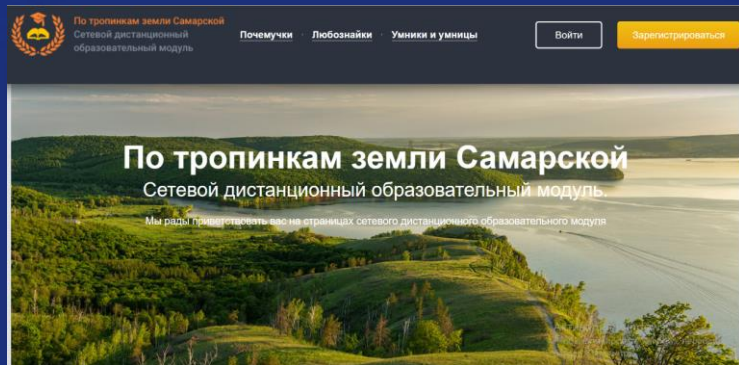 По тропинкам земли Самарской
Сетевой дистанционный
образовательный модуль
Почемучки · Любознайки · Умники и умницы
Войти
Зарегистрироваться
По тропинкам земли Самарской
Сетевой дистанционный образовательный модуль.
Мы рады приветствовать вас на страницах сетевого дистанционного образовательного модуля